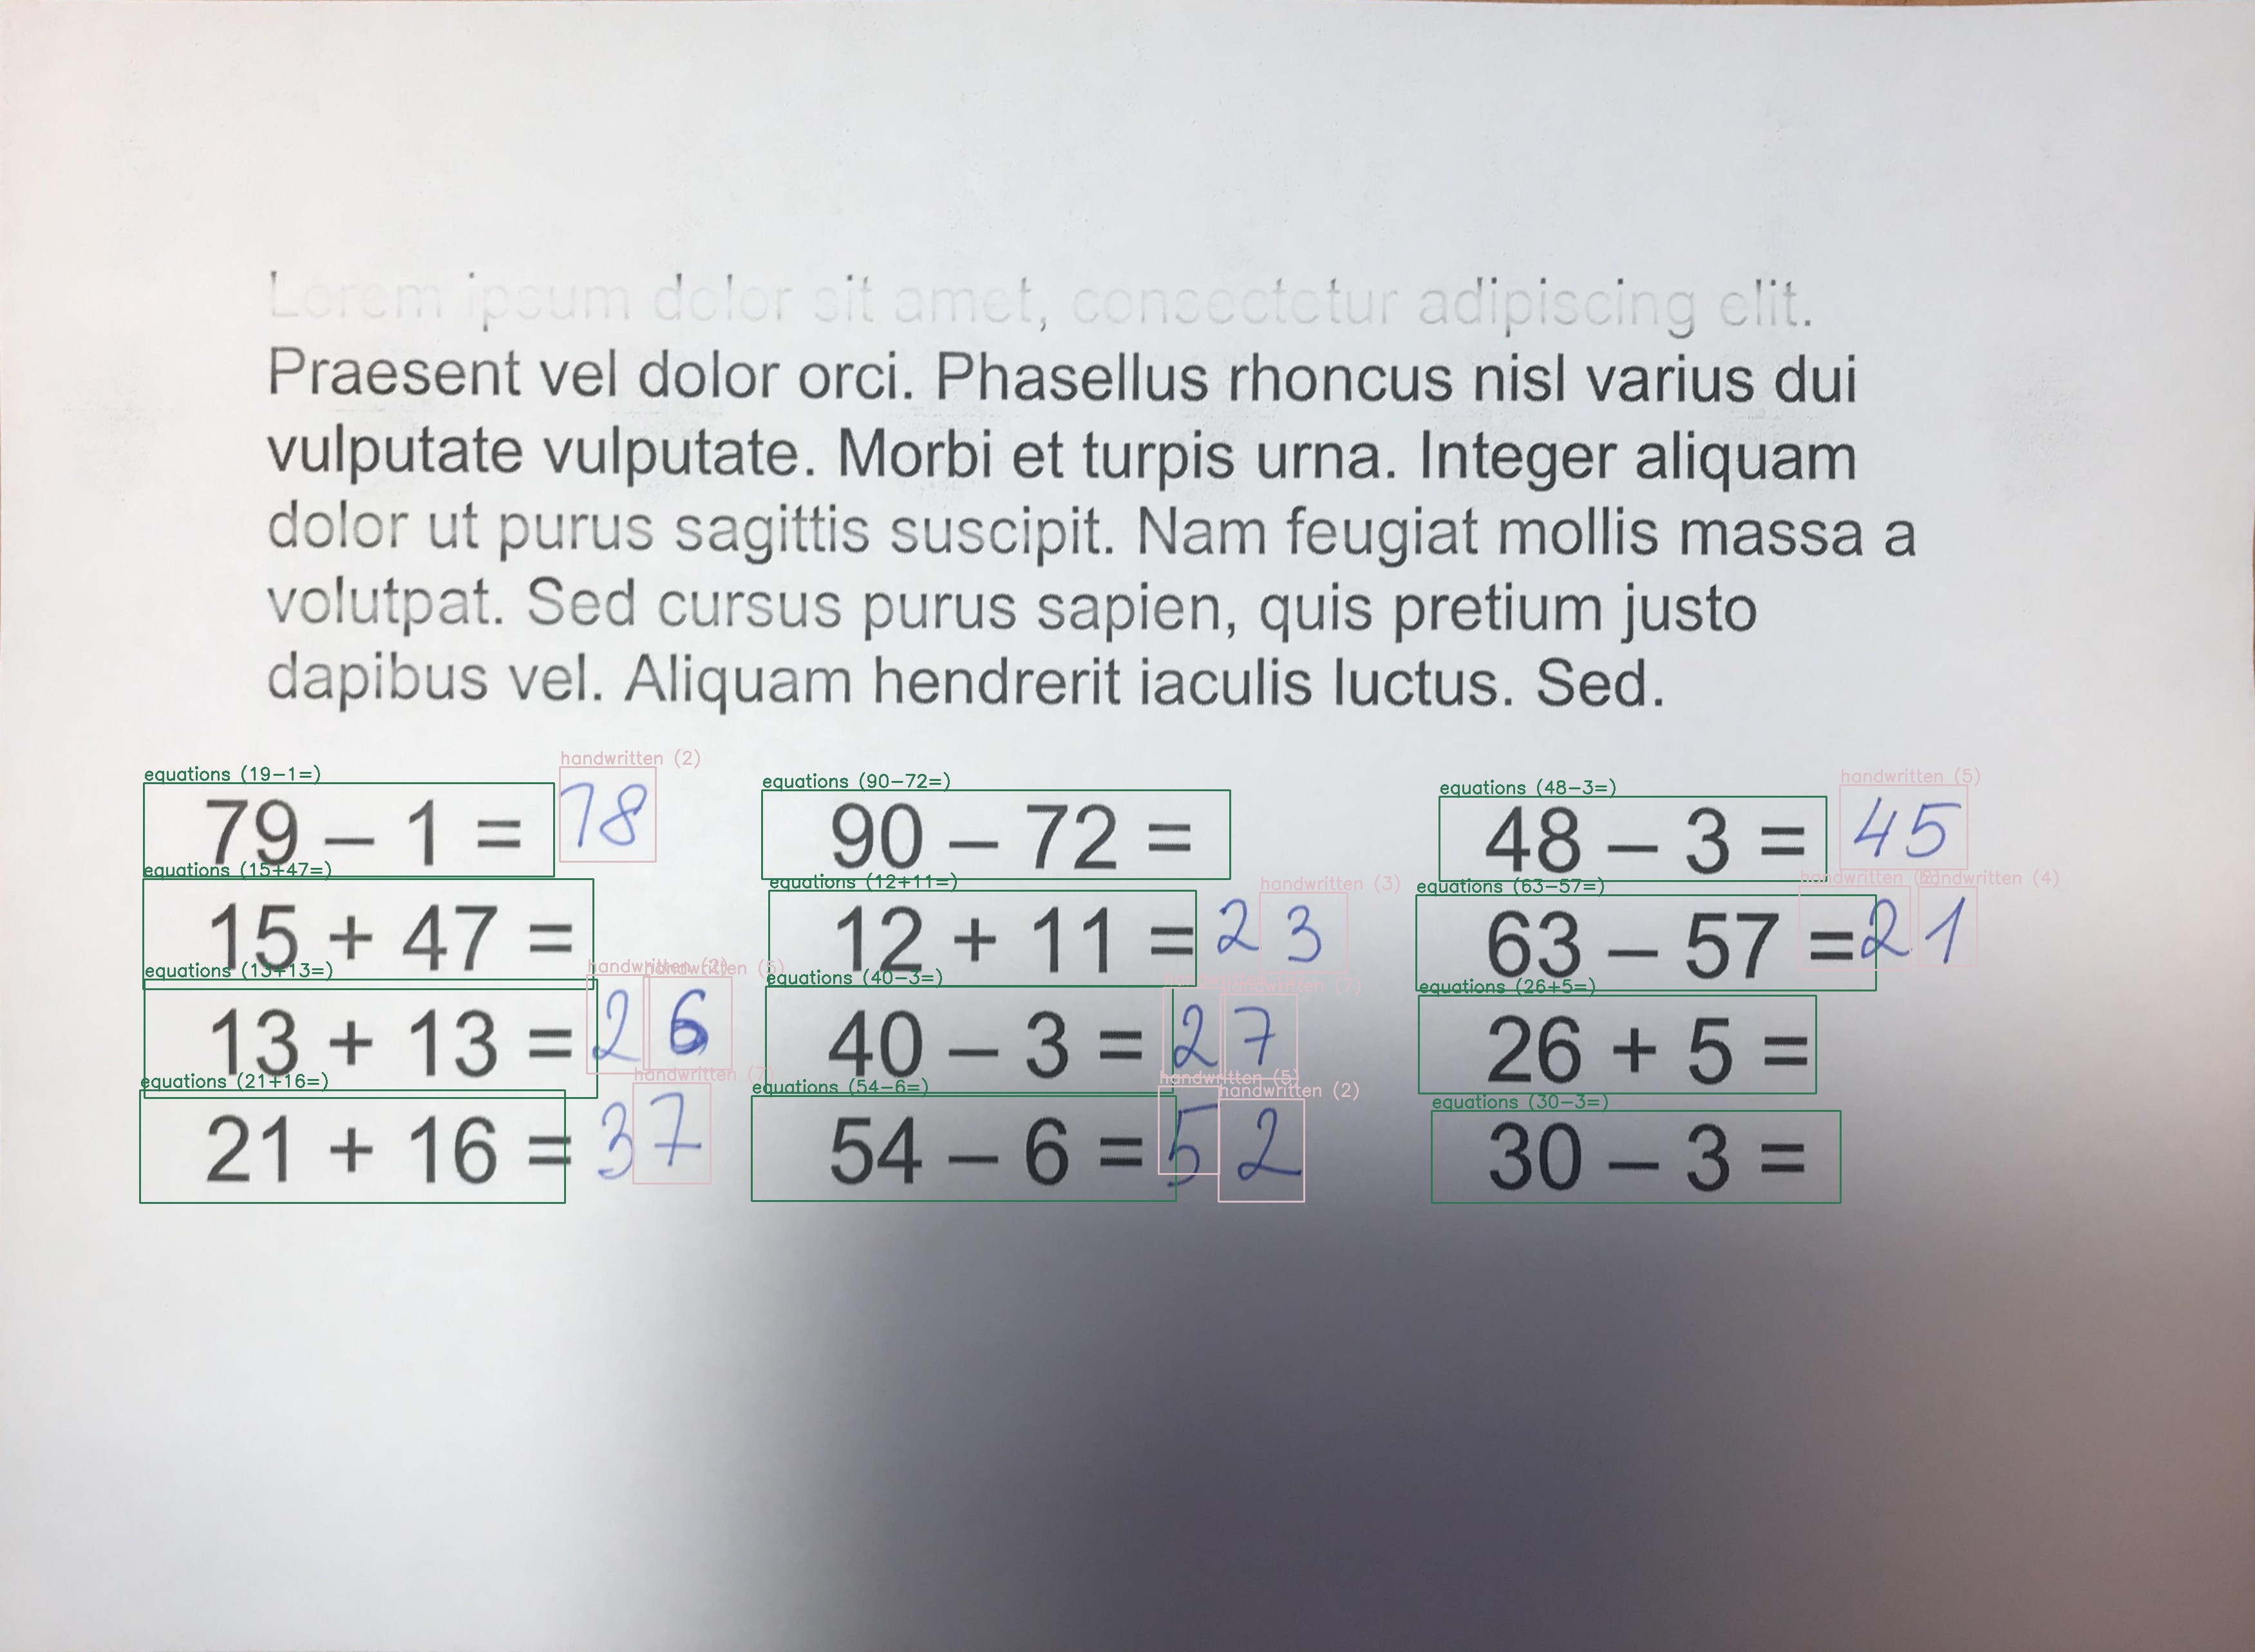 Lorem ipsum dolor sit amet, consectetur adipiscing elit.
Praesent vel dolor orci. Phasellus rhoncus nisl varius dui
vulputate vulputate. Morbi et turpis urna. Integer aliquam
dolor ut purus sagittis suscipit. Nam feugiat mollis massa a
volutpat. Sed cursus purus sapien, quis pretium justo
dapibus vel. Aliquam hendrerit iaculis luctus. Sed.
handwritten (2) handwritten (5)
equations (19-1=) equations (90-72=) equations (48-3=)
79 – 1 = 78 90 – 72 = 48 – 3 = 45
equations (15+47=) equations (12+11=) handwritten (3) equations (63-57=) handwritten handwritten (4)
15 + 47 = 12 + 11 = 23 63 – 57 = 21
equations (13+13=) handwritten (2) handwritten equations (40-3=) equations (26+5=)
13 + 13 = 26 40 – 3 = 27 26 + 5 =
equations (21+16=) handwritten (7) equations (54-6=) handwritten (5) handwritten (2) equations (30-3=)
21 + 16 = 37 54 – 6 = 52 30 – 3 =